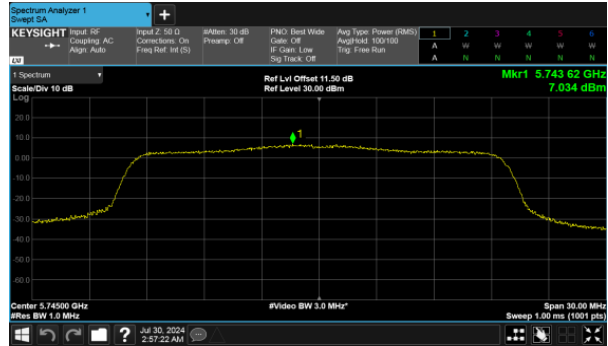 Spectrum Analyzer 1
Swept SA
KEYSIGHT Input: RF Input Z: 50 Ω #Atten: 30 dB PNO: Best Wide Avg Type: Power (RMS) 1 2 3 4 5 6
Coupling: AC Corrections: On Preamp: Off Gate: Off Avg|Hold: 100/100 A W W W W W
Align: Auto Freq Ref: Int (S) IF Gain: Low Trig: Free Run
Sig Track: Off A N N N N N
1 Spectrum
Ref Lvl Offset 11.50 dB Mkr1 5.743 62 GHz
Scale/Div 10 dB Ref Level 30.00 dBm 7.034 dBm
Log
20.0
10.0
1
0.00
-10.0
-20.0
-30.0
-40.0
-50.0
-60.0
Center 5.74500 GHz #Video BW 3.0 MHz* Span 30.00 MHz
#Res BW 1.0 MHz Sweep 1.00 ms (1001 pts)
Jul 30, 2024
2:57:22 AM